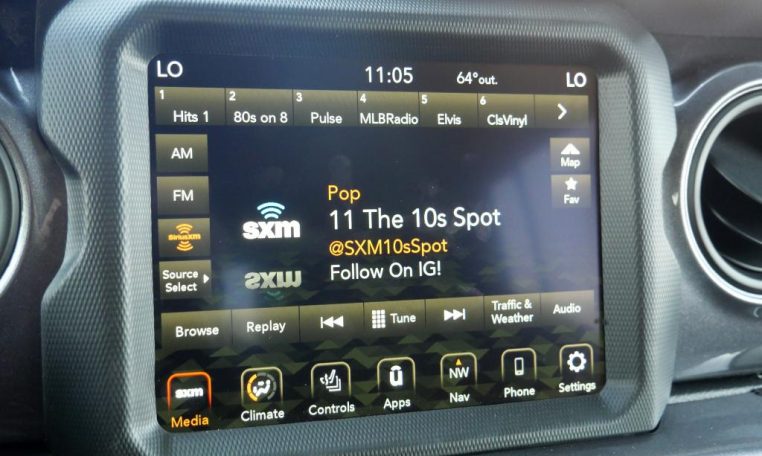 LO 11:05 64°out. LO
1 Hits 1 2 80s on 8 3 Pulse 4 MLBRadio 5 Elvis 6 ClsVinyl
AM
Map
FM
Fav
SiriusXM
Source
Select
sxm
Pop
11 The 10s Spot
@SXM10sSpot
Follow On IG!
Browse Replay Tune Traffic & Weather Audio
sxm NW
Media Climate Controls Apps Nav Phone Settings